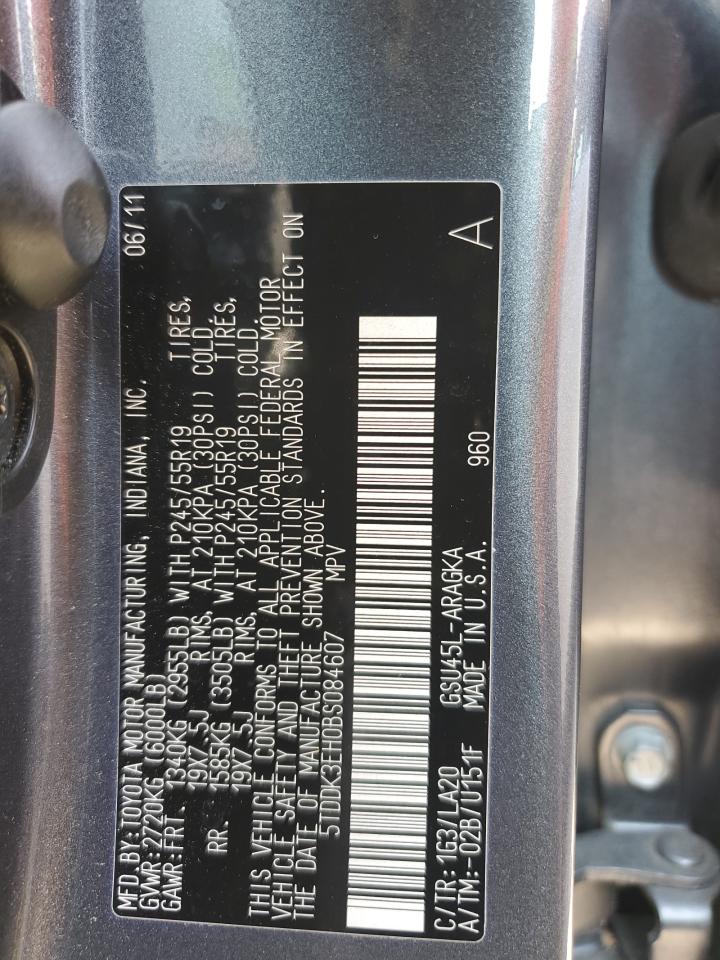 MFD.BY:TOYOTA MOTOR MANUFACTURING, INDIANA, INC. 06/11
GVWR:2720KG (6000LB)
GAWR:FRT. 1340KG (2955LB) WITH P245/55R19 TIRES,
19X7.5J RIMS, AT 210KPA (30PSI) COLD
RR. 1585KG (3505LB) WITH P245/55R19 TIRES,
19X7.5J RIMS, AT 210KPA (30PSI) COLD
THIS VEHICLE CONFORMS TO ALL APPLICABLE FEDERAL MOTOR
VEHICLE SAFETY AND THEFT PREVENTION STANDARDS IN EFFECT ON
THE DATE OF MANUFACTURE SHOWN ABOVE.
5TDDK3EH0BS084607 MPV
C/TR: 1G3/LA20 GSU45L-ARAGKA A
A/TM:-02B/U151F MADE IN U.S.A. 960